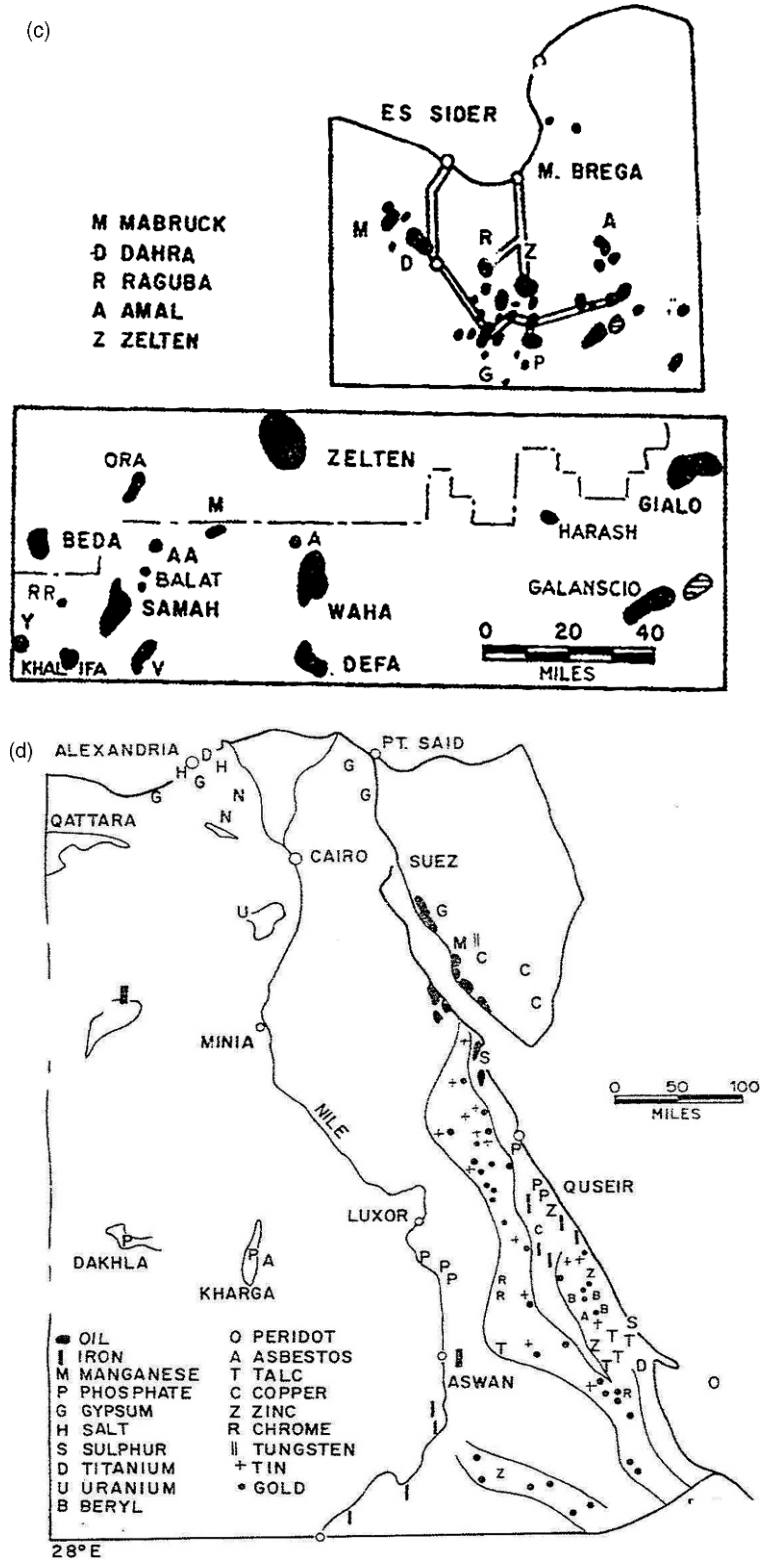 (c)
ES SIDER
M. BREGA
M MABRUCK
D DAHRA
R RAGUBA
A AMAL
Z ZELTEN
M
D
R
Z
A
G
P
ORA
ZELTEN
GIALO
M
HARASH
BEDA
AA
A
BALAT
RR
SAMAH
WAHA
GALANSCIO
Y
KHALIFA
V
DEFA
0 20 40
MILES
(d)
ALEXANDRIA
D
PT. SAID
H
G
H
G
N
N
G
G
QATTARA
CAIRO
SUEZ
U
G
M
C
C
C
MINIA
S
0 50 100
MILES
NILE
P
QUSEIR
P
P
Z
C
LUXOR
P
DAKHLA
P A
KHARGA
P
P
P
R
R
Z
B
B
B
A
S
T
T
Z
T
T
T
D
T
O
R
ASWAN
Z
OIL
IRON
M MANGANESE
P PHOSPHATE
G GYPSUM
H SALT
S SULPHUR
D TITANIUM
U URANIUM
B BERYL
O PERIDOT
A ASBESTOS
T TALC
C COPPER
Z ZINC
R CHROME
TUNGSTEN
TIN
GOLD
28°E